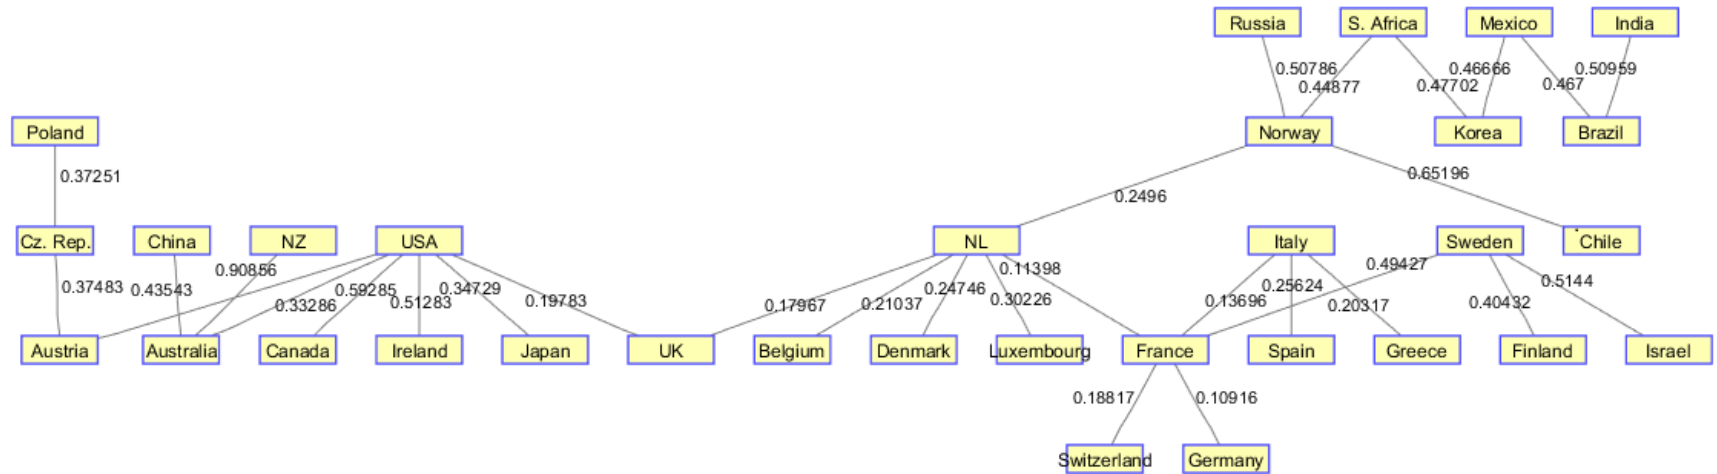 Russia
S. Africa
Mexico
India
0.50786
0.44877
0.47702
0.46666
0.467
0.50959
Poland
Norway
Korea
Brazil
0.37251
0.2496
0.65196
Cz. Rep.
China
NZ
USA
NL
Italy
Sweden
Chile
0.37483
0.43543
0.90856
0.33286
0.59285
0.51283
0.34729
0.19783
0.17967
0.21037
0.24746
0.30226
0.11398
0.13696
0.25624
0.20317
0.49427
0.40432
0.5144
Austria
Australia
Canada
Ireland
Japan
UK
Belgium
Denmark
Luxembourg
France
Spain
Greece
Finland
Israel
0.18817
0.10916
Switzerland
Germany